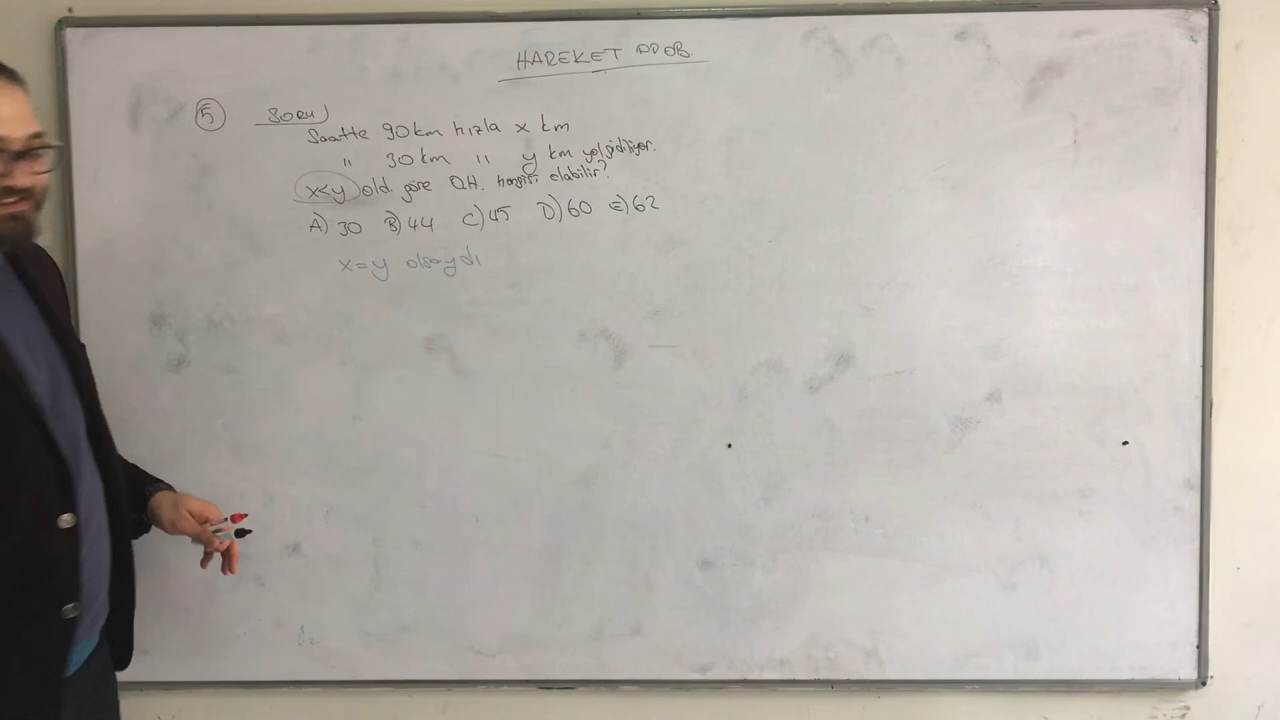 HAREKET PROB.
5 Soru)
Saatte 90 km hızla x km
" 30 km " y km yol gidiliyor.
x<y old. göre O.H. hangisi olabilir?
A) 30 B) 44 C) 45 D) 60 E) 62
x=y olsaydı